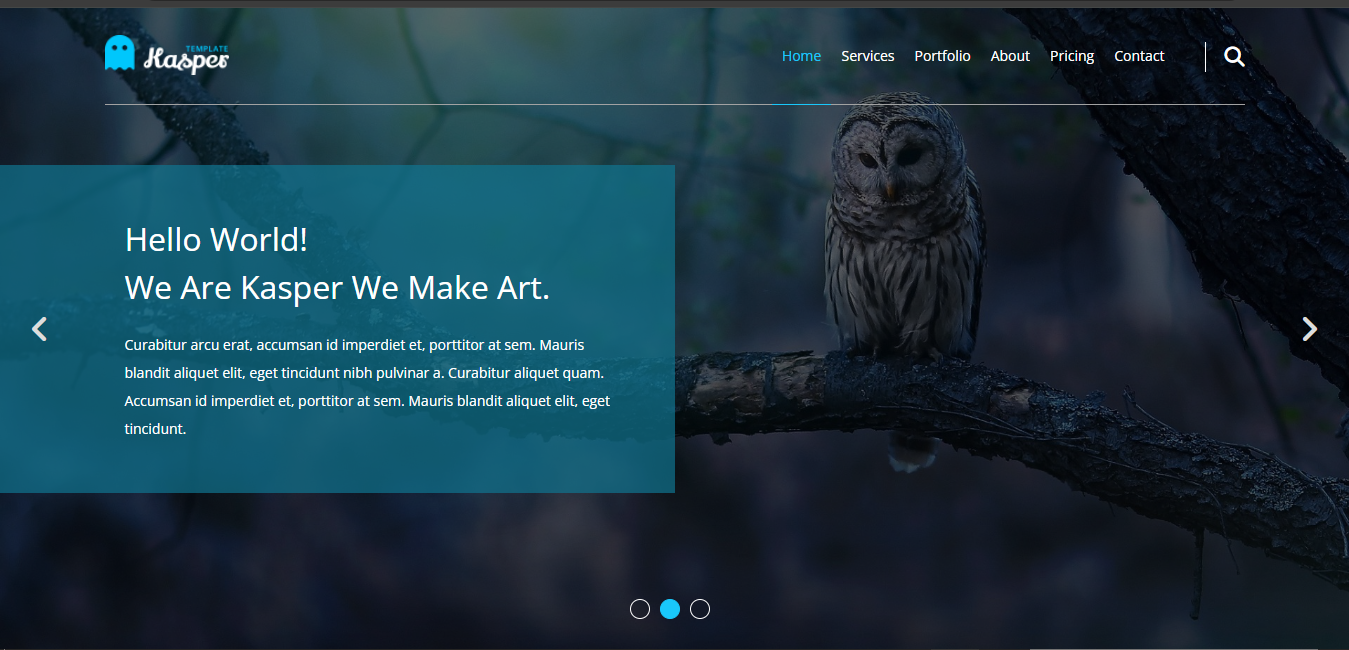 TEMPLATE
Kasper
Home Services Portfolio About Pricing Contact
Hello World!
We Are Kasper We Make Art.
Curabitur arcu erat, accumsan id imperdiet et, porttitor at sem. Mauris
blandit aliquet elit, eget tincidunt nibh pulvinar a. Curabitur aliquet quam.
Accumsan id imperdiet et, porttitor at sem. Mauris blandit aliquet elit, eget
tincidunt.